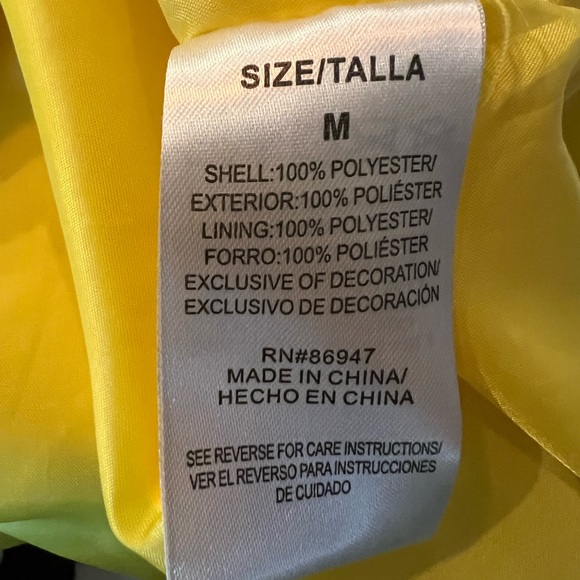 SIZE/TALLA
M
SHELL:100% POLYESTER/
EXTERIOR:100% POLIÉSTER
LINING:100% POLYESTER/
FORRO:100% POLIÉSTER
EXCLUSIVE OF DECORATION/
EXCLUSIVO DE DECORACIÓN
RN#86947
MADE IN CHINA/
HECHO EN CHINA
SEE REVERSE FOR CARE INSTRUCTIONS/
VER EL REVERSO PARA INSTRUCCIONES
DE CUIDADO